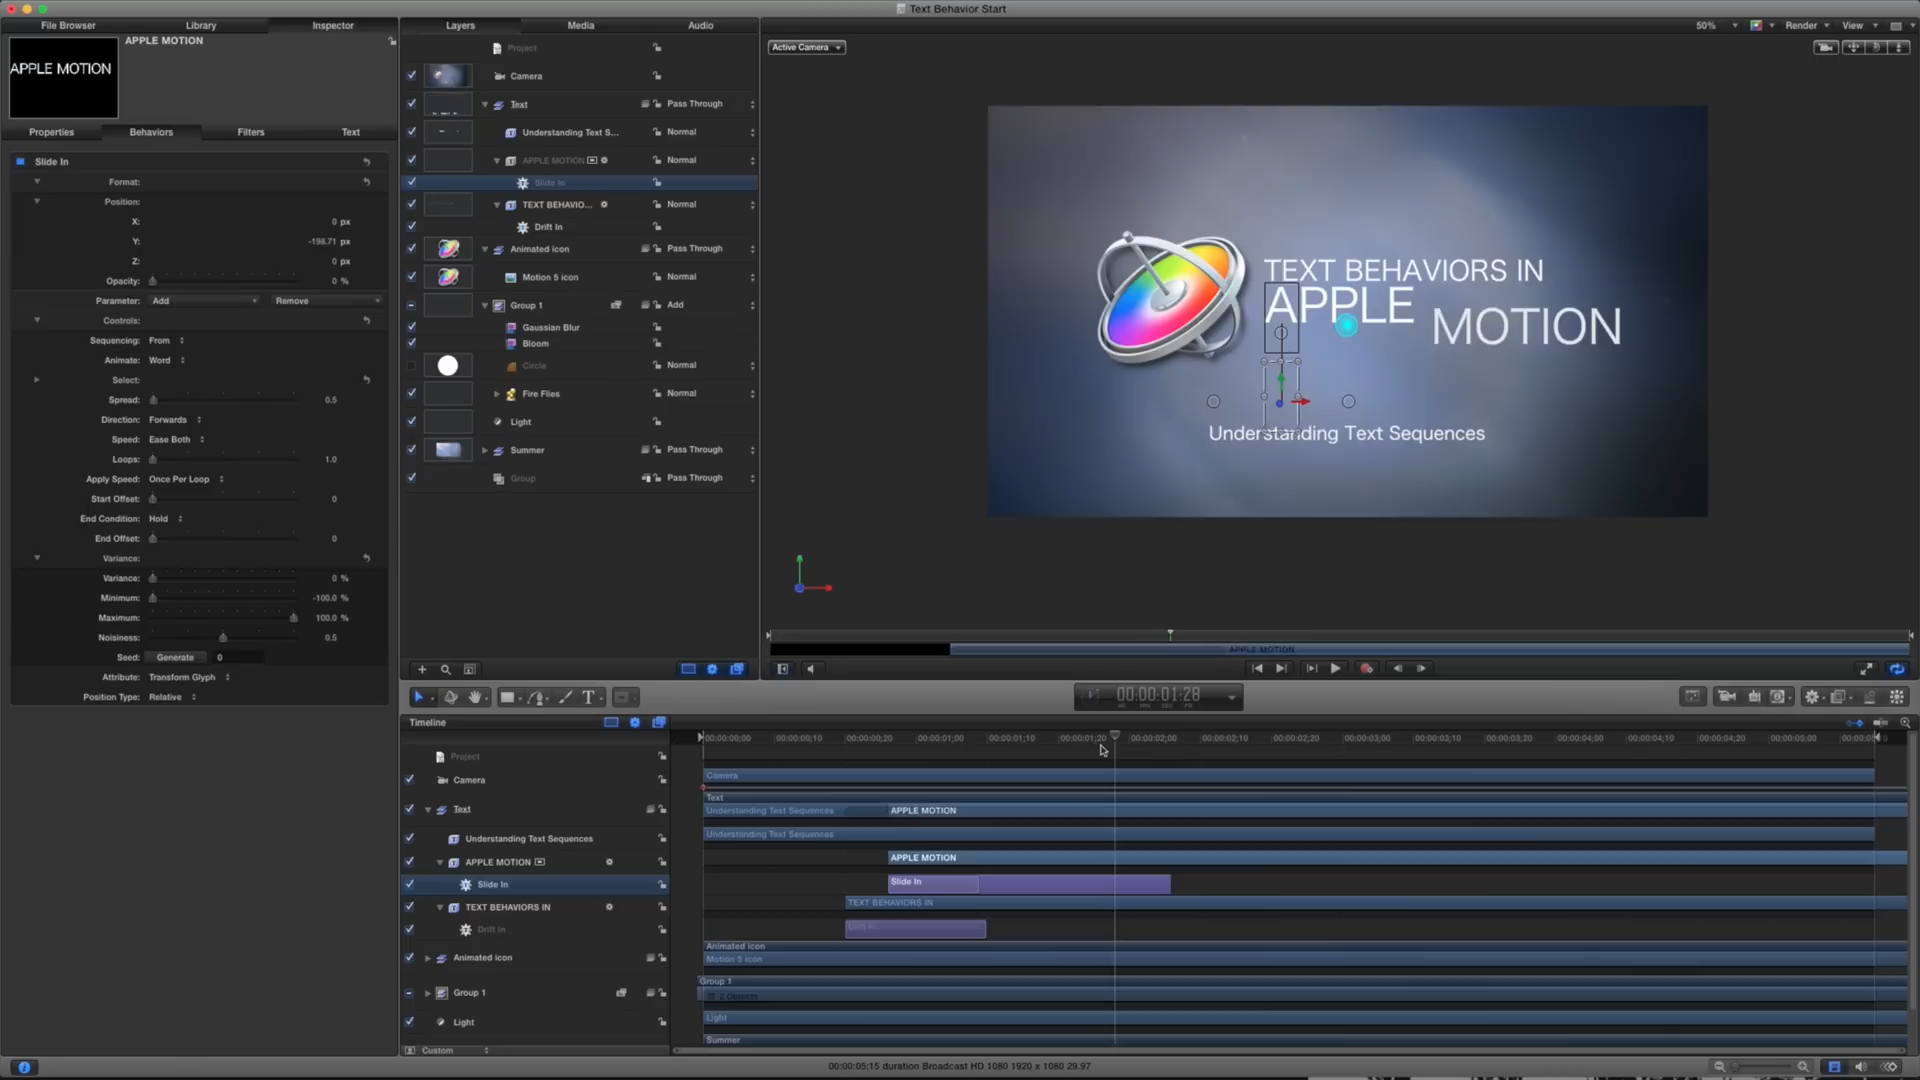 Text Behavior Start
File Browser
Library
Inspector
APPLE MOTION
APPLE MOTION
Properties
Behaviors
Filters
Text
Slide In
Format:
Position:
X: 0 px
Y: -198.71 px
Z: 0 px
Opacity: 0 %
Parameter: Add Remove
Controls:
Sequencing: From
Animate: Word
Select:
Spread: 0.5
Direction: Forwards
Speed: Ease Both
Loops: 1.0
Apply Speed: Once Per Loop
Start Offset: 0
End Condition: Hold
End Offset: 0
Variance:
Variance: 0 %
Minimum: -100.0 %
Maximum: 100.0 %
Noisiness: 0.5
Seed: Generate 0
Attribute: Transform Glyph
Position Type: Relative
Layers
Media
Audio
Project
Camera
Text Pass Through
Understanding Text S... Normal
APPLE MOTION Normal
Slide In
TEXT BEHAVIO... Normal
Drift In
Animated icon Pass Through
Motion 5 icon Normal
Group 1 Add
Gaussian Blur
Bloom
Circle Normal
Fire Flies Normal
Light
Summer Pass Through
Group Pass Through
50%
Render
View
Active Camera
TEXT BEHAVIORS IN
APPLE MOTION
Understanding Text Sequences
APPLE MOTION
T
00:00:01:28
HR MIN SEC FR
Timeline
00:00:00;00 00:00:00;10 00:00:00;20 00:00:01;00 00:00:01;10 00:00:01;20 00:00:02;00 00:00:02;10 00:00:02;20 00:00:03;00 00:00:03;10 00:00:03;20 00:00:04;00 00:00:04;10 00:00:04;20 00:00:05;00
Project
Camera
Camera
Text
Text
Understanding Text Sequences
APPLE MOTION
Understanding Text Sequences
Understanding Text Sequences
APPLE MOTION
APPLE MOTION
Slide In
Slide In
TEXT BEHAVIORS IN
TEXT BEHAVIORS IN
Drift In
Drift In
Animated icon
Animated icon
Motion 5 icon
Group 1
Group 1
2 Objects
Light
Light
Summer
Custom
00:00:05;15 duration Broadcast HD 1080 1920 x 1080 29.97